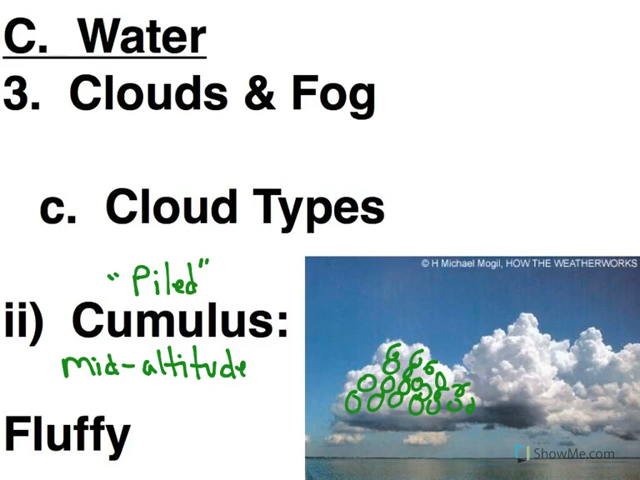 C. Water
3. Clouds & Fog
c. Cloud Types
"Piled"
© H Michael Mogil, HOW THE WEATHERWORKS
ii) Cumulus:
mid-altitude
Fluffy
ShowMe.com